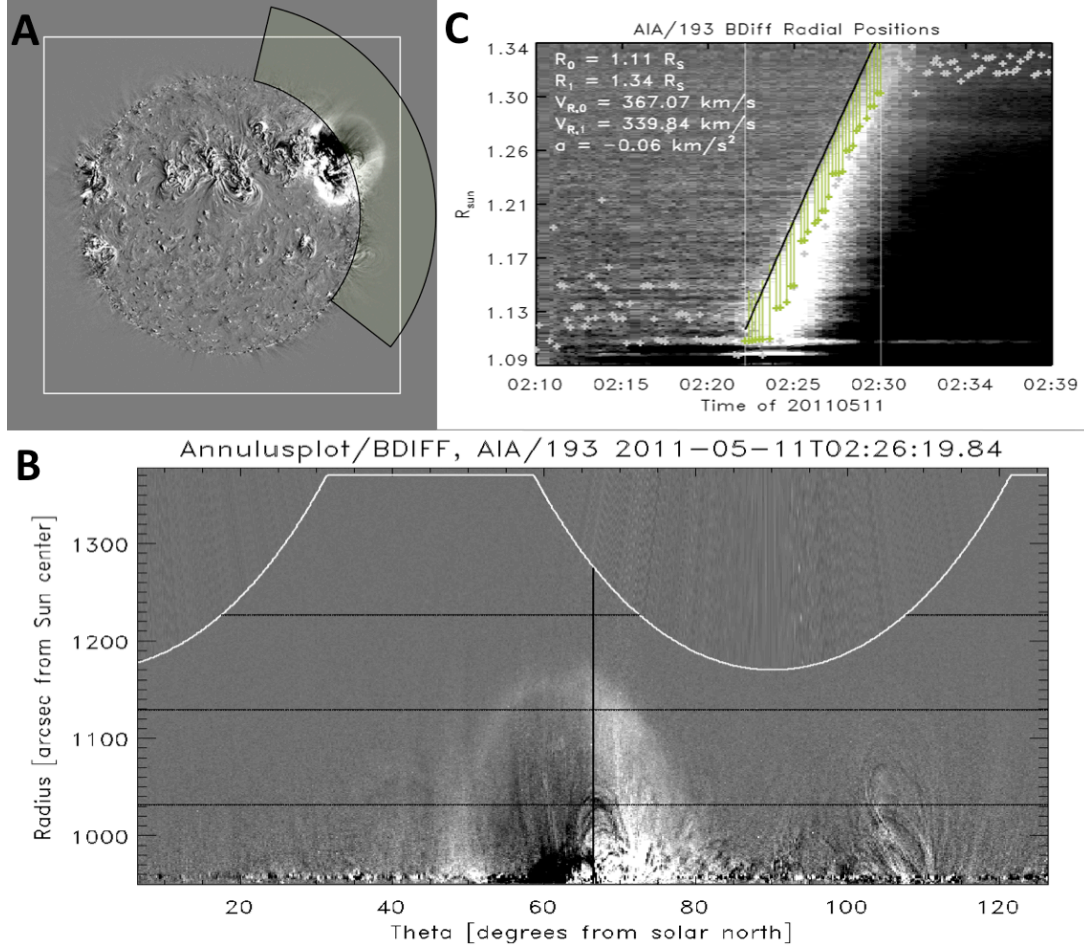 A
C
AIA/193 BDiff Radial Positions
R0 = 1.11 RS
R1 = 1.34 RS
VR,0 = 367.07 km/s
VR,1 = 339.84 km/s
a = -0.06 km/s2
1.34
1.30
1.26
1.21
1.17
1.13
1.09
Rsun
02:10 02:15 02:20 02:25 02:30 02:34 02:39
Time of 20110511
B
Annulusplot/BDIFF, AIA/193 2011-05-11T02:26:19.84
1300
1200
1100
1000
Radius [arcsec from Sun center]
20 40 60 80 100 120
Theta [degrees from solar north]